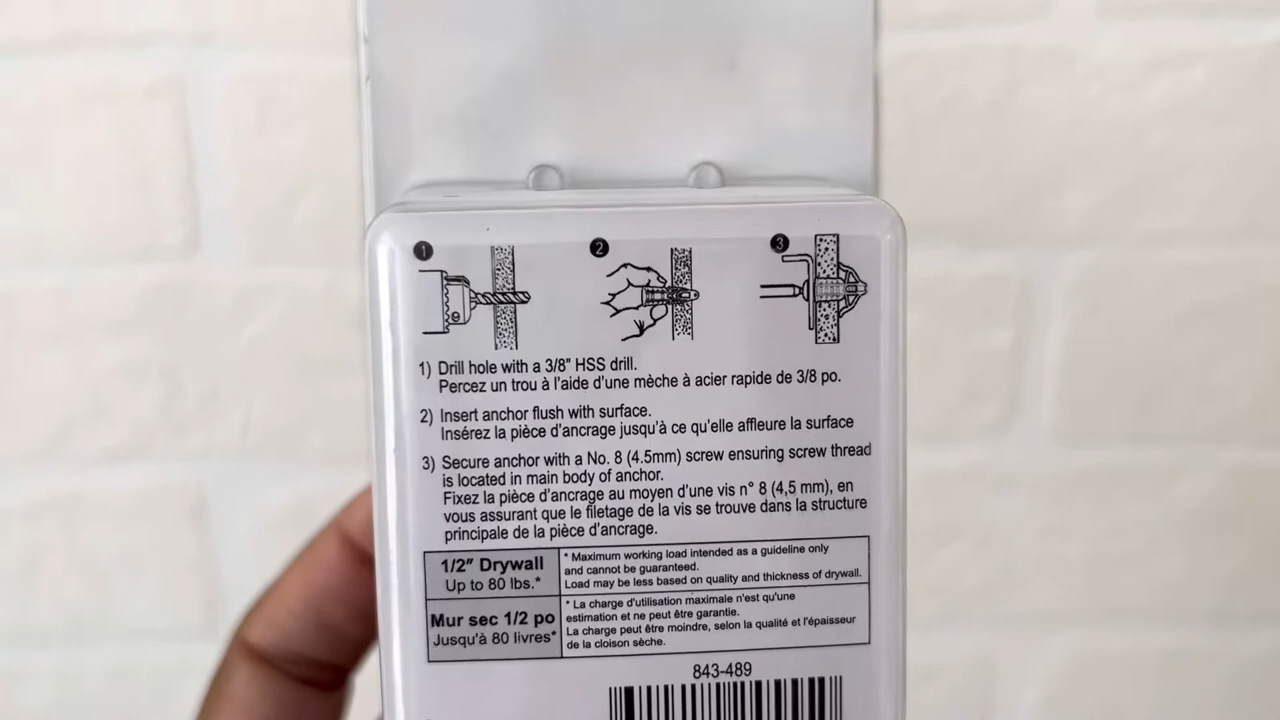 1 2 3
1) Drill hole with a 3/8" HSS drill.
Percez un trou à l'aide d'une mèche à acier rapide de 3/8 po.
2) Insert anchor flush with surface.
Insérez la pièce d'ancrage jusqu'à ce qu'elle affleure la surface
3) Secure anchor with a No. 8 (4.5mm) screw ensuring screw thread
is located in main body of anchor.
Fixez la pièce d'ancrage au moyen d'une vis n° 8 (4,5 mm), en
vous assurant que le filetage de la vis se trouve dans la structure
principale de la pièce d'ancrage.
1/2" Drywall
Up to 80 lbs.*
* Maximum working load intended as a guideline only
and cannot be guaranteed.
Load may be less based on quality and thickness of drywall.
Mur sec 1/2 po
Jusqu'à 80 livres*
* La charge d'utilisation maximale n'est qu'une
estimation et ne peut être garantie.
La charge peut être moindre, selon la qualité et l'épaisseur
de la cloison sèche.
843-489